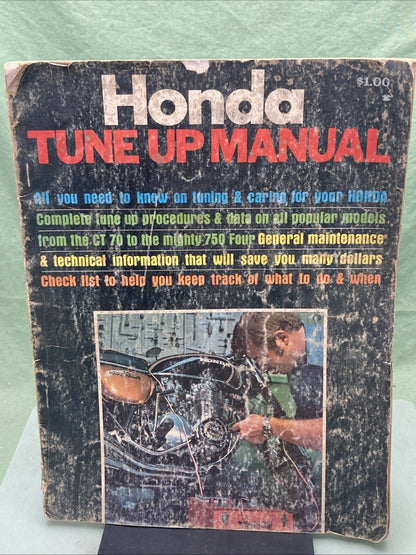 Honda
$1.00
TUNE UP MANUAL
All you need to know on tuning & caring for your HONDA
Complete tune up procedures & data on all popular models
from the CT 70 to the mighty 750 Four General maintenance
& technical information that will save you many dollars
Check list to help you keep track of what to do & when